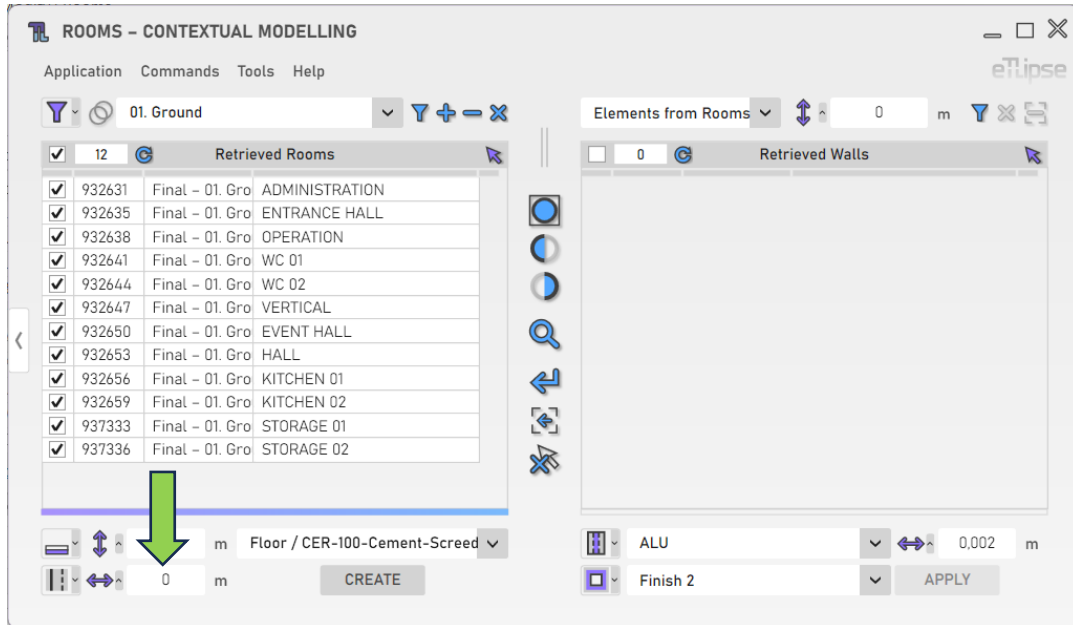 ROOMS – CONTEXTUAL MODELLING
Application Commands Tools Help
eTLipse
01. Ground
Elements from Rooms 0 m
12 Retrieved Rooms
0 Retrieved Walls
932631 Final – 01. Gro ADMINISTRATION
932635 Final – 01. Gro ENTRANCE HALL
932638 Final – 01. Gro OPERATION
932641 Final – 01. Gro WC 01
932644 Final – 01. Gro WC 02
932647 Final – 01. Gro VERTICAL
932650 Final – 01. Gro EVENT HALL
932653 Final – 01. Gro HALL
932656 Final – 01. Gro KITCHEN 01
932659 Final – 01. Gro KITCHEN 02
937333 Final – 01. Gro STORAGE 01
937336 Final – 01. Gro STORAGE 02
m Floor / CER-100-Cement-Screed
ALU 0,002 m
0 m CREATE
Finish 2 APPLY